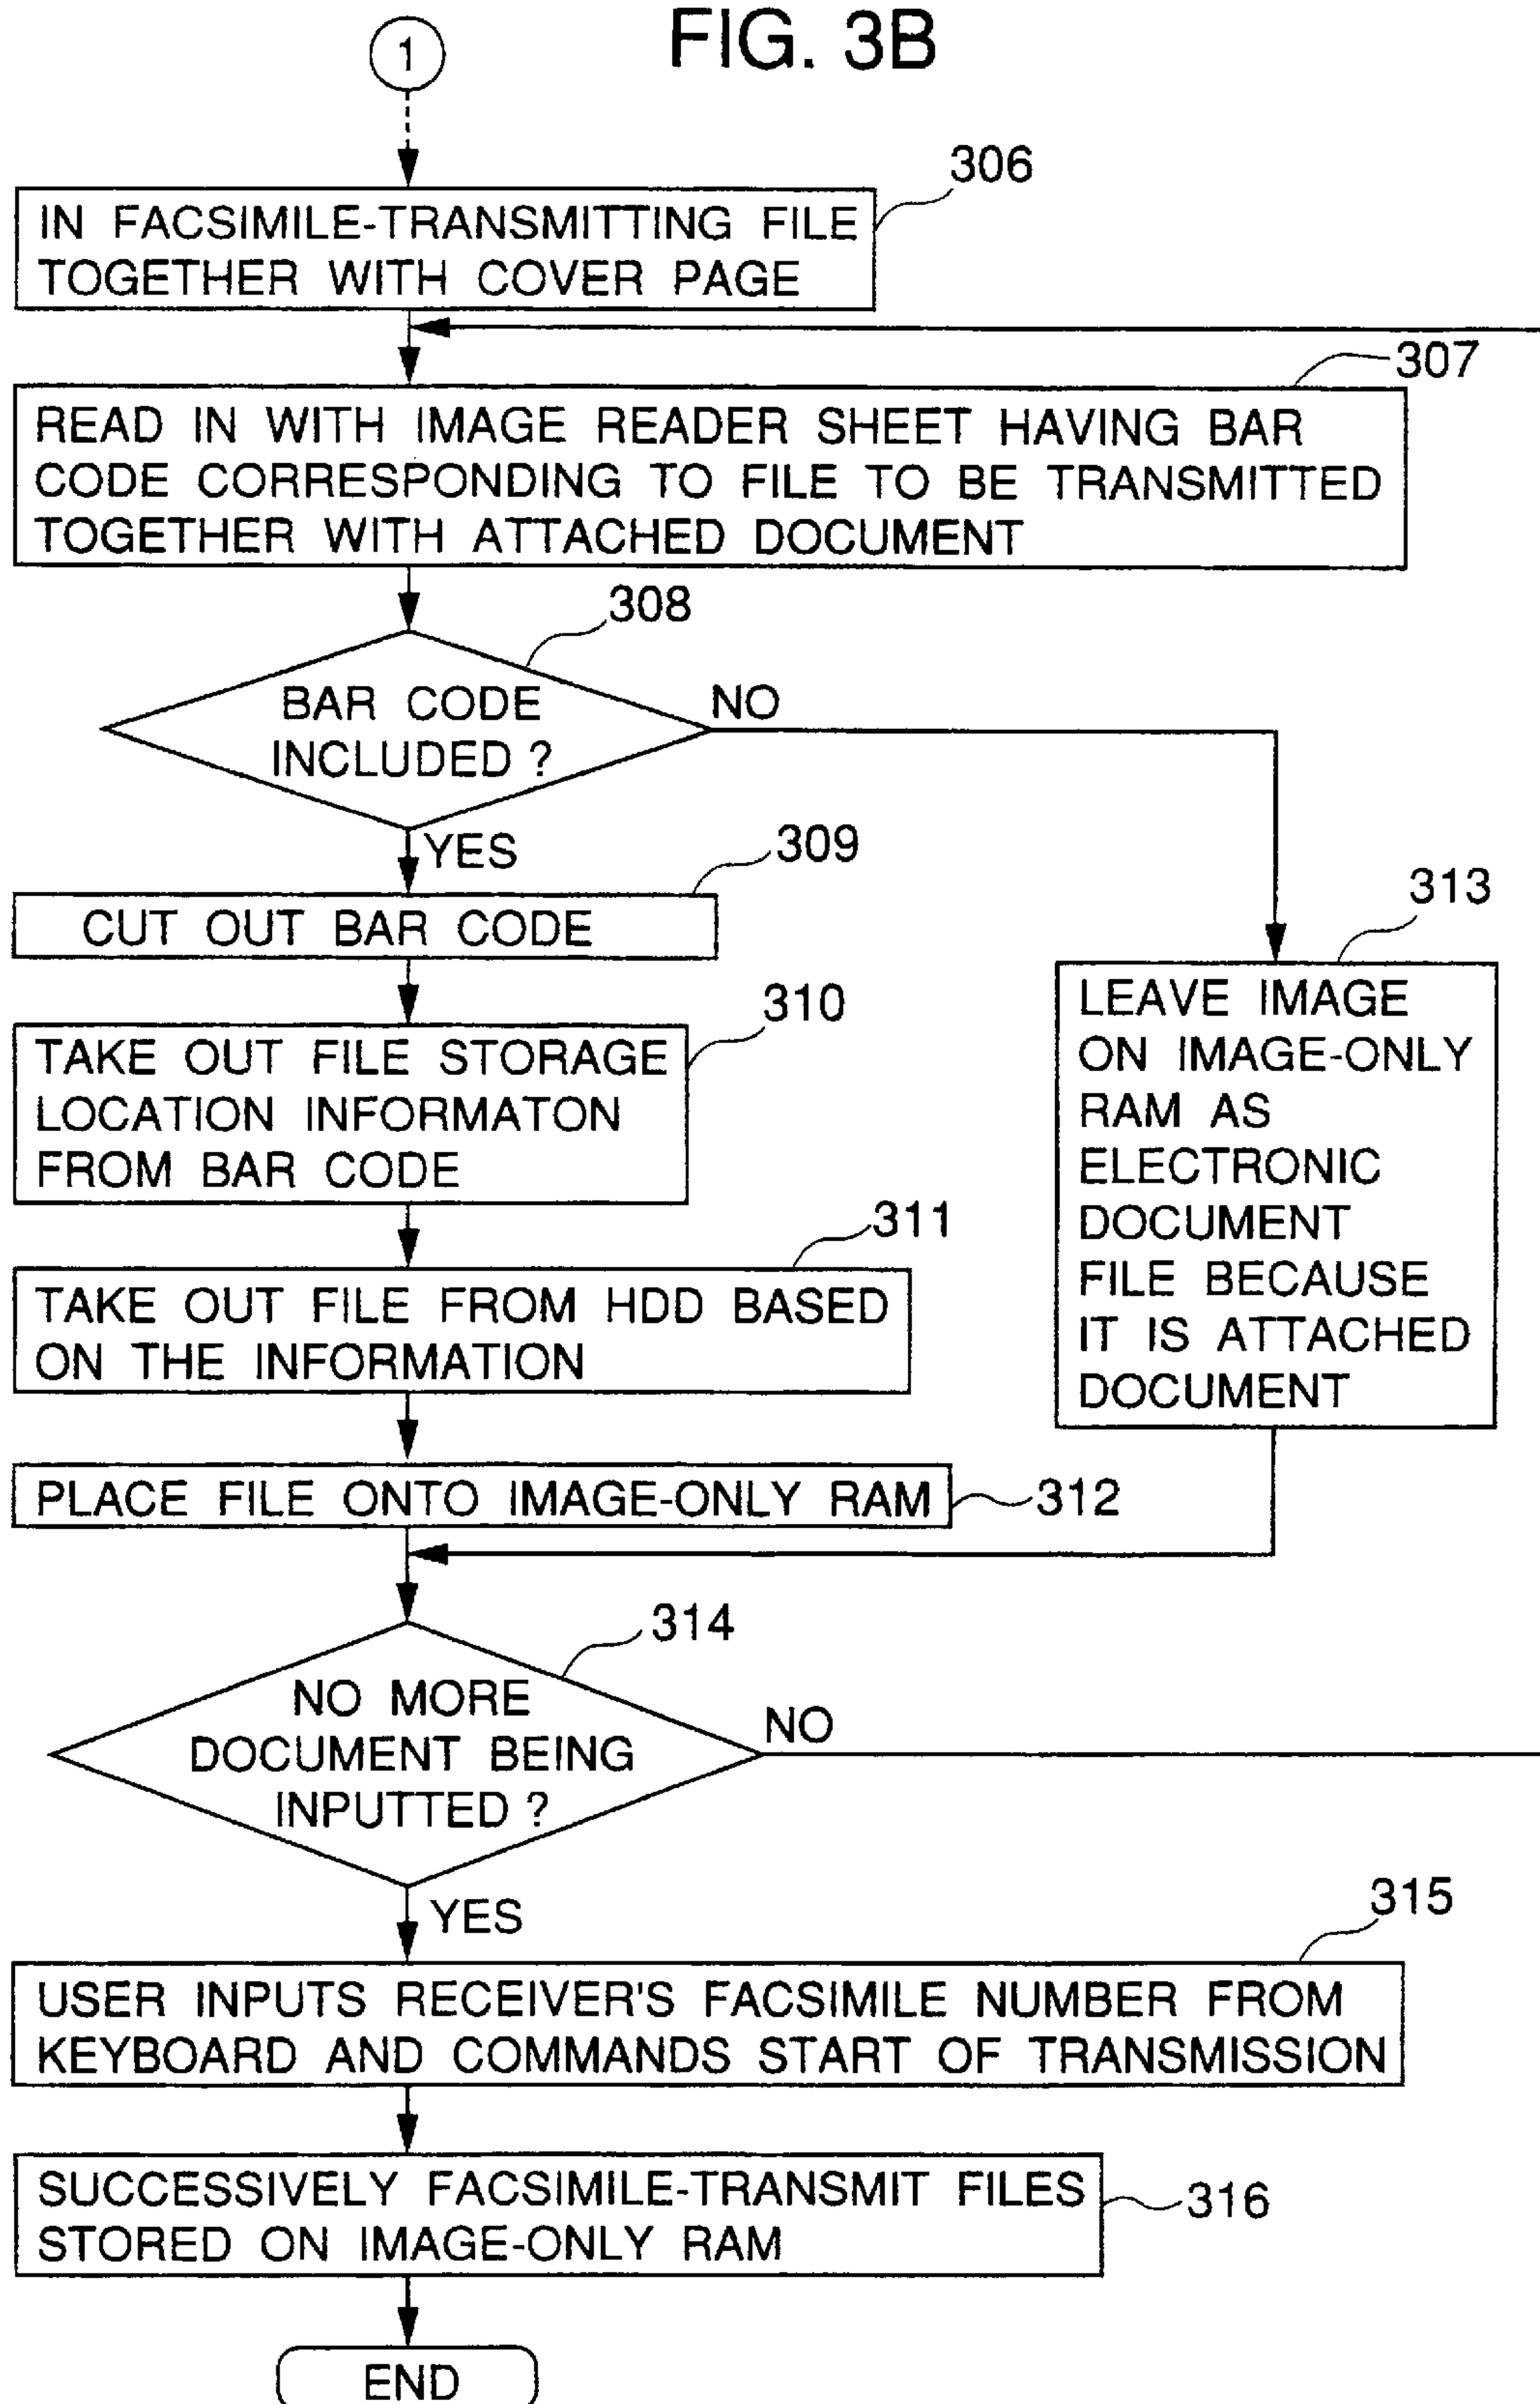 FIG. 3B
1
306
IN FACSIMILE-TRANSMITTING FILE
TOGETHER WITH COVER PAGE
307
READ IN WITH IMAGE READER SHEET HAVING BAR
CODE CORRESPONDING TO FILE TO BE TRANSMITTED
TOGETHER WITH ATTACHED DOCUMENT
308
BAR CODE
INCLUDED ?
NO
YES
309
CUT OUT BAR CODE
310
TAKE OUT FILE STORAGE
LOCATION INFORMATON
FROM BAR CODE
311
TAKE OUT FILE FROM HDD BASED
ON THE INFORMATION
PLACE FILE ONTO IMAGE-ONLY RAM
312
313
LEAVE IMAGE
ON IMAGE-ONLY
RAM AS
ELECTRONIC
DOCUMENT
FILE BECAUSE
IT IS ATTACHED
DOCUMENT
314
NO MORE
DOCUMENT BEING
INPUTTED ?
NO
YES
315
USER INPUTS RECEIVER'S FACSIMILE NUMBER FROM
KEYBOARD AND COMMANDS START OF TRANSMISSION
SUCCESSIVELY FACSIMILE-TRANSMIT FILES
STORED ON IMAGE-ONLY RAM
316
END